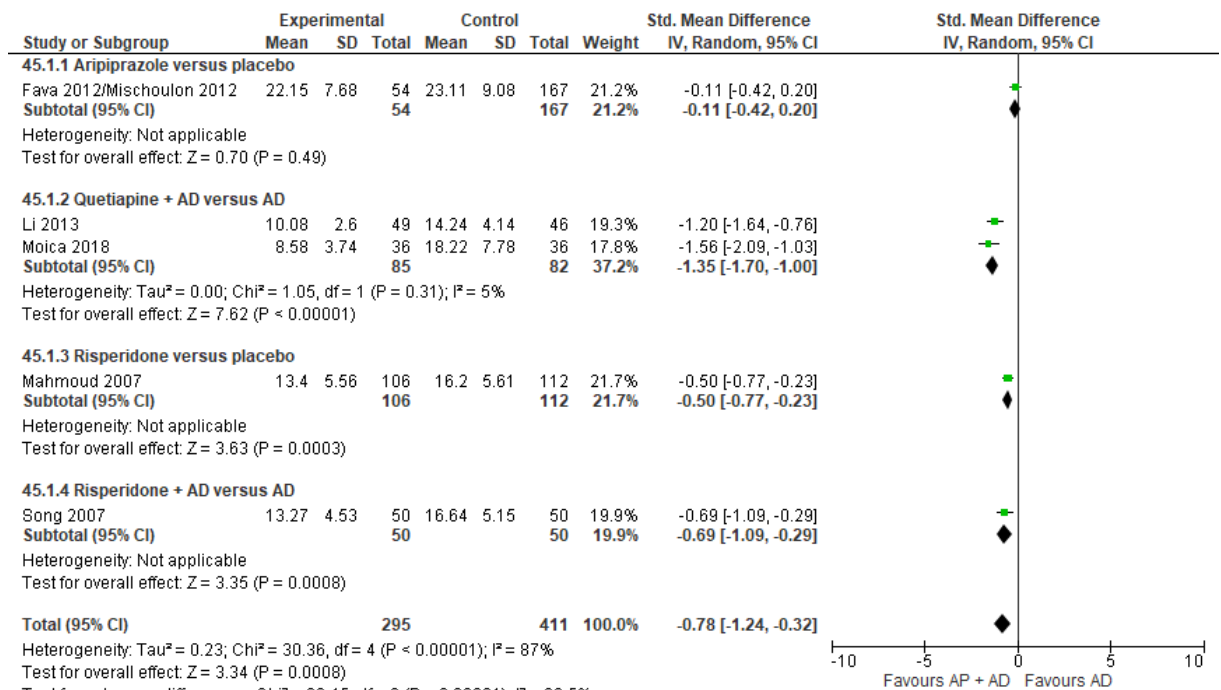 Experimental Control Std. Mean Difference Std. Mean Difference
Study or Subgroup Mean SD Total Mean SD Total Weight IV, Random, 95% CI IV, Random, 95% CI
45.1.1 Aripiprazole versus placebo
Fava 2012/Mischoulon 2012 22.15 7.68 54 23.11 9.08 167 21.2% -0.11 [-0.42, 0.20]
Subtotal (95% CI) 54 167 21.2% -0.11 [-0.42, 0.20]
Heterogeneity: Not applicable
Test for overall effect: Z = 0.70 (P = 0.49)
45.1.2 Quetiapine + AD versus AD
Li 2013 10.08 2.6 49 14.24 4.14 46 19.3% -1.20 [-1.64, -0.76]
Moica 2018 8.58 3.74 36 18.22 7.78 36 17.8% -1.56 [-2.09, -1.03]
Subtotal (95% CI) 85 82 37.2% -1.35 [-1.70, -1.00]
Heterogeneity: Tau² = 0.00; Chi² = 1.05, df = 1 (P = 0.31); I² = 5%
Test for overall effect: Z = 7.62 (P < 0.00001)
45.1.3 Risperidone versus placebo
Mahmoud 2007 13.4 5.56 106 16.2 5.61 112 21.7% -0.50 [-0.77, -0.23]
Subtotal (95% CI) 106 112 21.7% -0.50 [-0.77, -0.23]
Heterogeneity: Not applicable
Test for overall effect: Z = 3.63 (P = 0.0003)
45.1.4 Risperidone + AD versus AD
Song 2007 13.27 4.53 50 16.64 5.15 50 19.9% -0.69 [-1.09, -0.29]
Subtotal (95% CI) 50 50 19.9% -0.69 [-1.09, -0.29]
Heterogeneity: Not applicable
Test for overall effect: Z = 3.35 (P = 0.0008)
Total (95% CI) 295 411 100.0% -0.78 [-1.24, -0.32]
Heterogeneity: Tau² = 0.23; Chi² = 30.36, df = 4 (P < 0.00001); I² = 87%
Test for overall effect: Z = 3.34 (P = 0.0008)
-10 -5 0 5 10
Favours AP + AD Favours AD